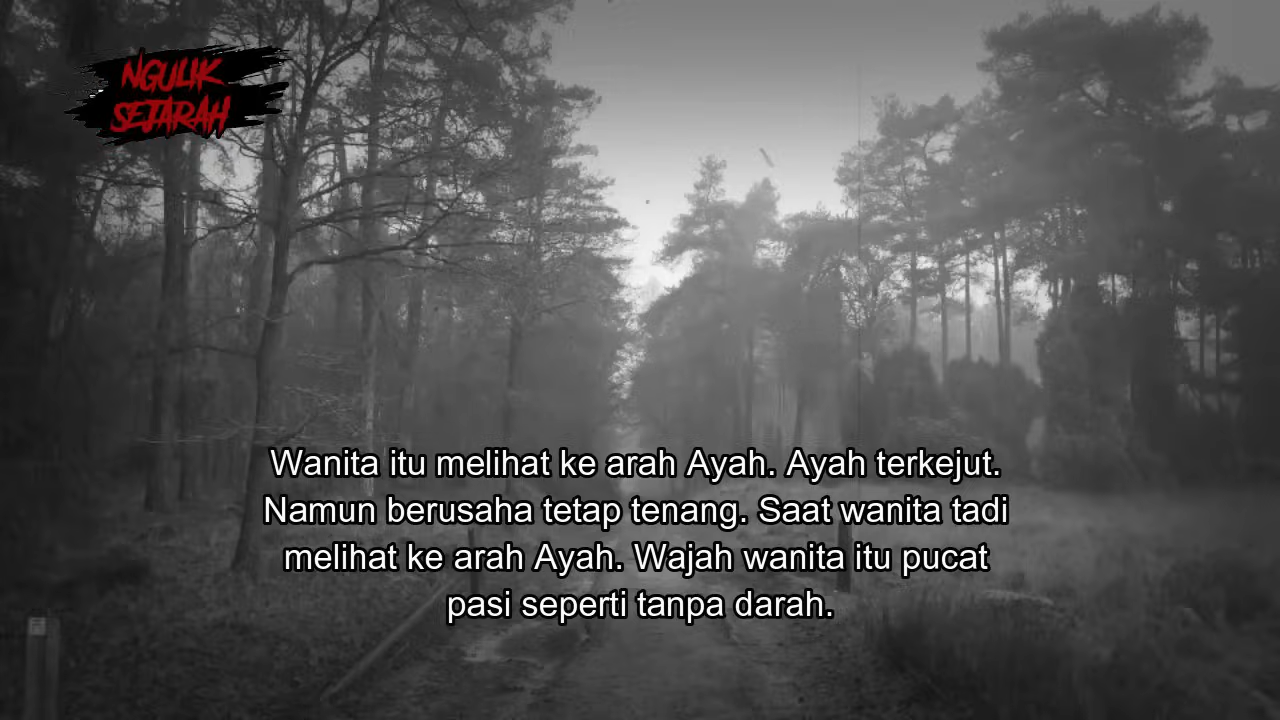 NGULIK
SEJARAH
Wanita itu melihat ke arah Ayah. Ayah terkejut.
Namun berusaha tetap tenang. Saat wanita tadi
melihat ke arah Ayah. Wajah wanita itu pucat
pasi seperti tanpa darah.